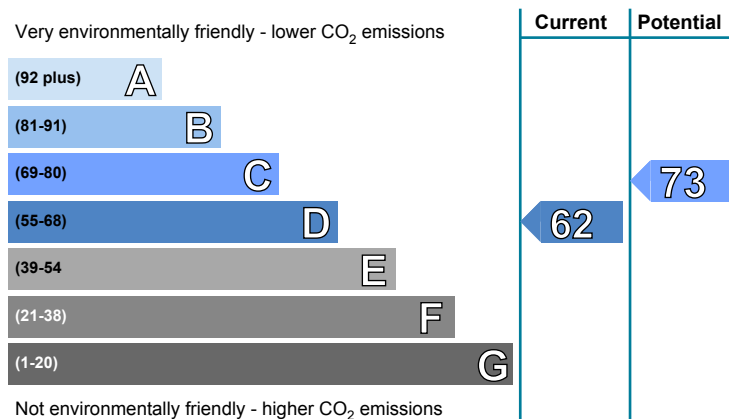 Very environmentally friendly - lower CO2 emissions
Current Potential
(92 plus) A
(81-91) B
(69-80) C
73
(55-68) D
62
(39-54 E
(21-38) F
(1-20) G
Not environmentally friendly - higher CO2 emissions